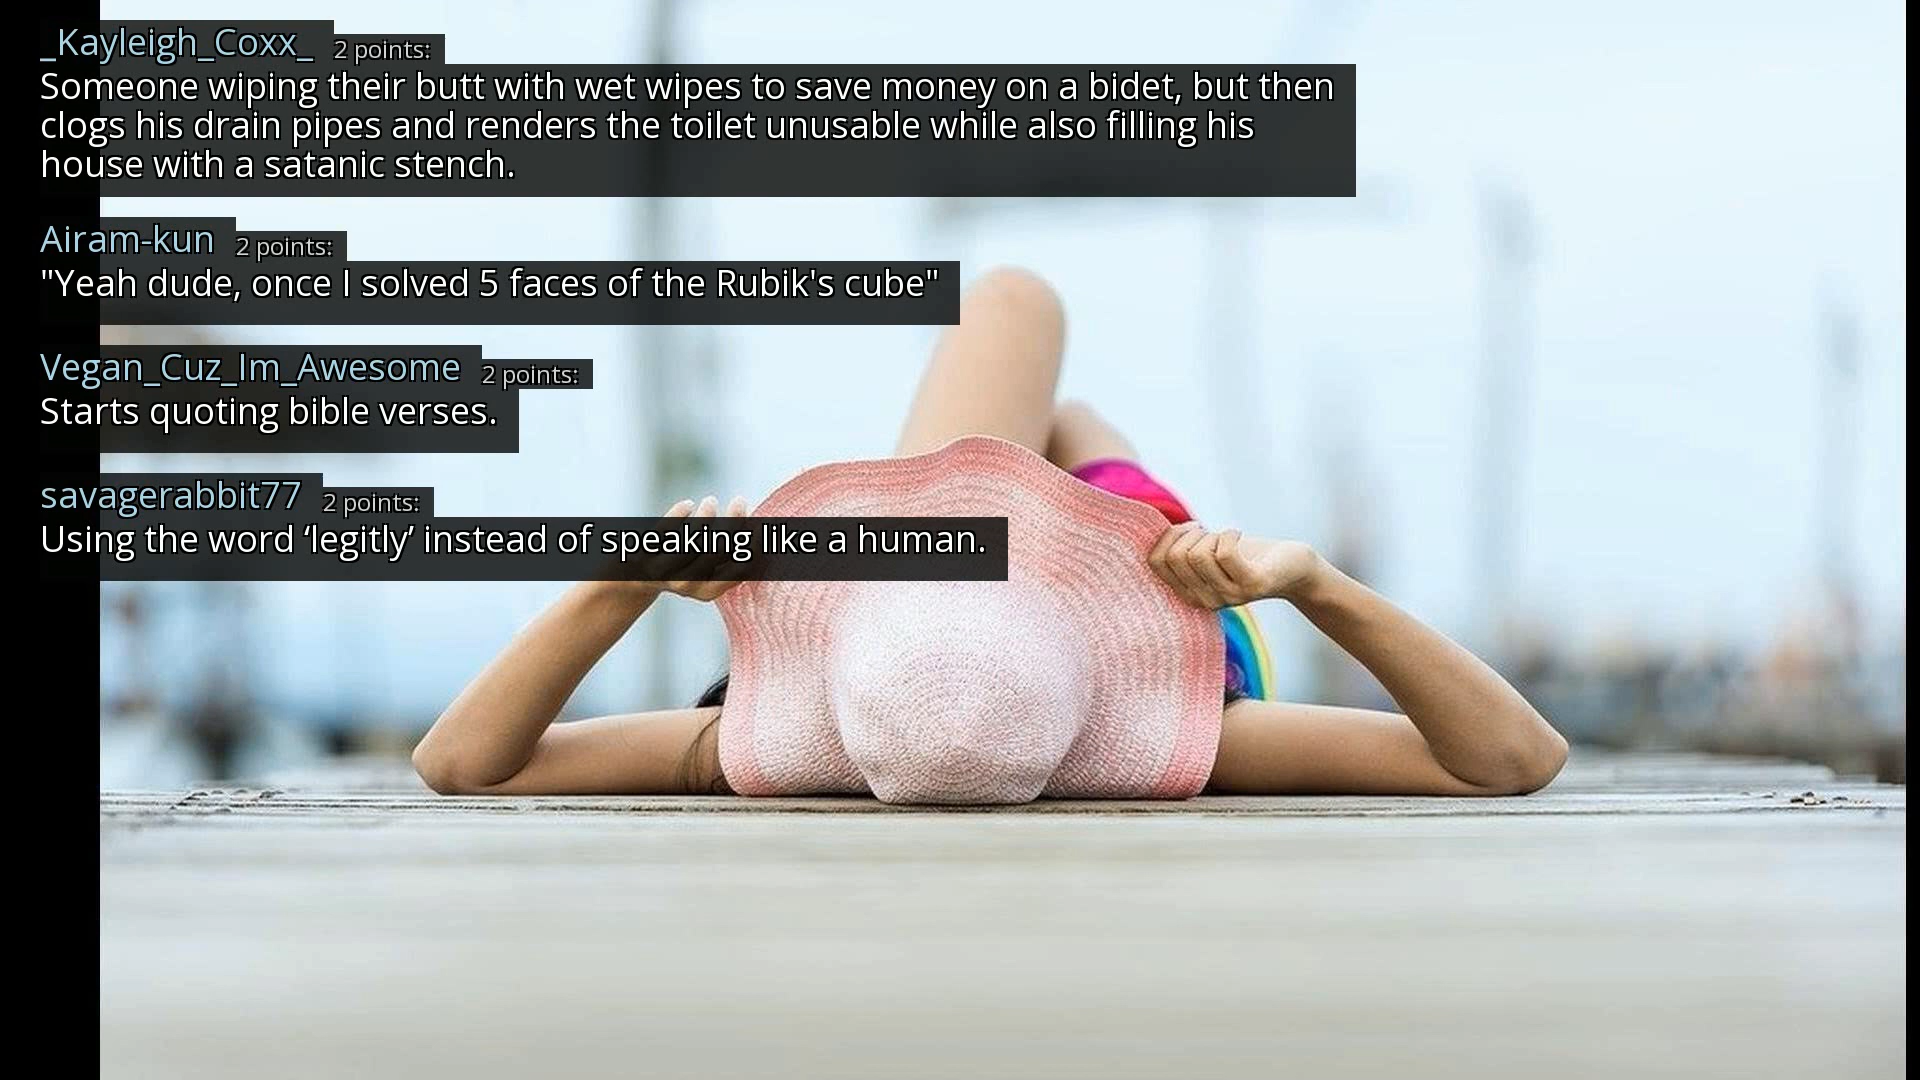 _Kayleigh_Coxx_ 2 points:
Someone wiping their butt with wet wipes to save money on a bidet, but then
clogs his drain pipes and renders the toilet unusable while also filling his
house with a satanic stench.
Airam-kun 2 points:
"Yeah dude, once I solved 5 faces of the Rubik's cube"
Vegan_Cuz_Im_Awesome 2 points:
Starts quoting bible verses.
savagerabbit77 2 points:
Using the word ‘legitly’ instead of speaking like a human.